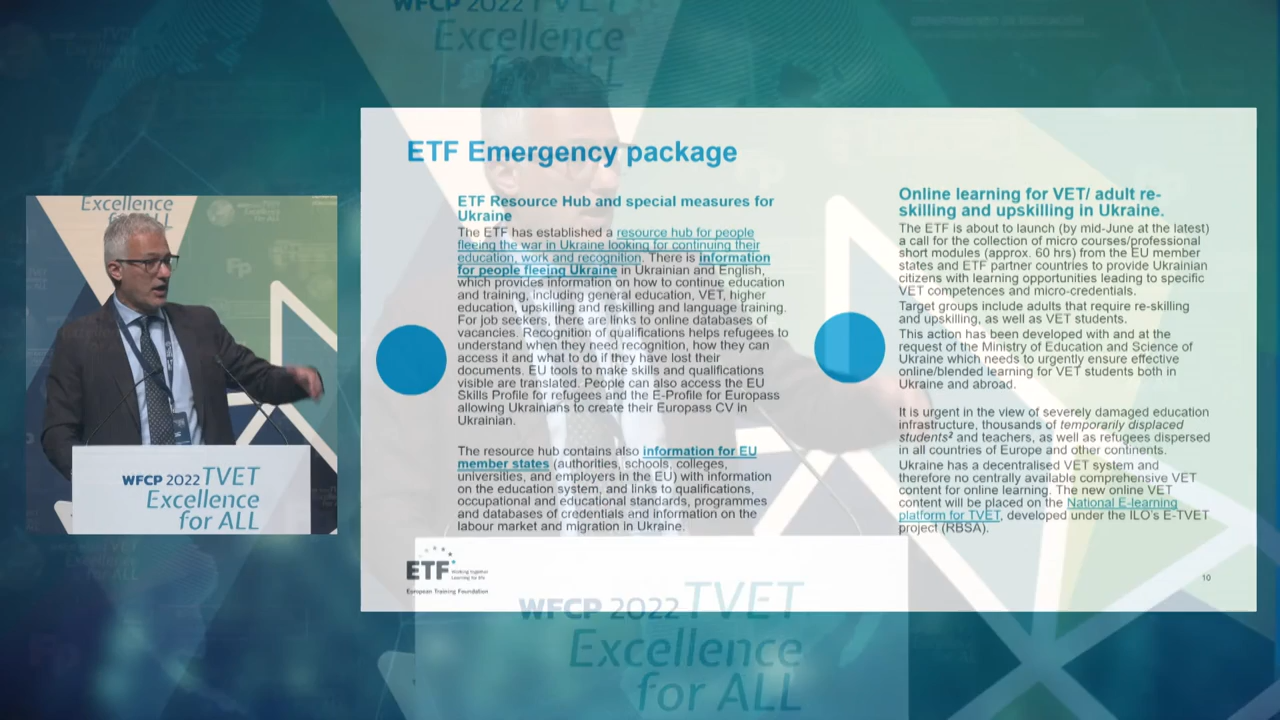 WFCP 2022 TVET
Excellence
for ALL
ETF Emergency package
ETF Resource Hub and special measures for
Ukraine
The ETF has established a resource hub for people
fleeing the war in Ukraine looking for continuing their
education, work and recognition. There is information
for people fleeing Ukraine in Ukrainian and English,
which provides information on how to continue education
and training, including general education, VET, higher
education, upskilling and reskilling and language training.
For job seekers, there are links to online databases of
vacancies. Recognition of qualifications helps refugees to
understand when they need recognition, how they can
access it and what to do if they have lost their
documents. EU tools to make skills and qualifications
visible are translated. People can also access the EU
Skills Profile for refugees and the E-Profile for Europass
allowing Ukrainians to create their Europass CV in
Ukrainian.
The resource hub contains also information for EU
member states (authorities, schools, colleges,
universities, and employers in the EU) with information
on the education system, and links to qualifications,
occupational and educational standards, programmes
and databases of credentials and information on the
labour market and migration in Ukraine.
Online learning for VET/ adult re-
skilling and upskilling in Ukraine.
The ETF is about to launch (by mid-June at the latest)
a call for the collection of micro courses/professional
short modules (approx. 60 hrs) from the EU member
states and ETF partner countries to provide Ukrainian
citizens with learning opportunities leading to specific
VET competences and micro-credentials.
Target groups include adults that require re-skilling
and upskilling, as well as VET students.
This action has been developed with and at the
request of the Ministry of Education and Science of
Ukraine which needs to urgently ensure effective
online/blended learning for VET students both in
Ukraine and abroad.
It is urgent in the view of severely damaged education
infrastructure, thousands of temporarily displaced
students² and teachers, as well as refugees dispersed
in all countries of Europe and other continents.
Ukraine has a decentralised VET system and
therefore no centrally available comprehensive VET
content for online learning. The new online VET
content will be placed on the National E-learning
platform for TVET, developed under the ILO's E-TVET
project (RBSA).
ETF
Working together
Learning for life
European Training Foundation
10
Excellence
for ALL
Fp
WFCP 2022 TVET
Excellence
for ALL
WFCP 2022 TVET
Excellence
for ALL